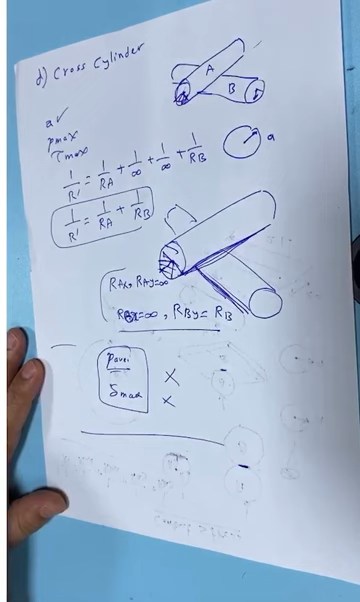 d) Cross Cylinder
A
B
a ✓
Pmax
τmax
a
1/R' = 1/RA + 1/∞ + 1/∞ + 1/RB
1/R' = 1/RA + 1/RB
RAx, RAy=∞
RBx=∞, RBy=RB
Pave.
X
δmax
x